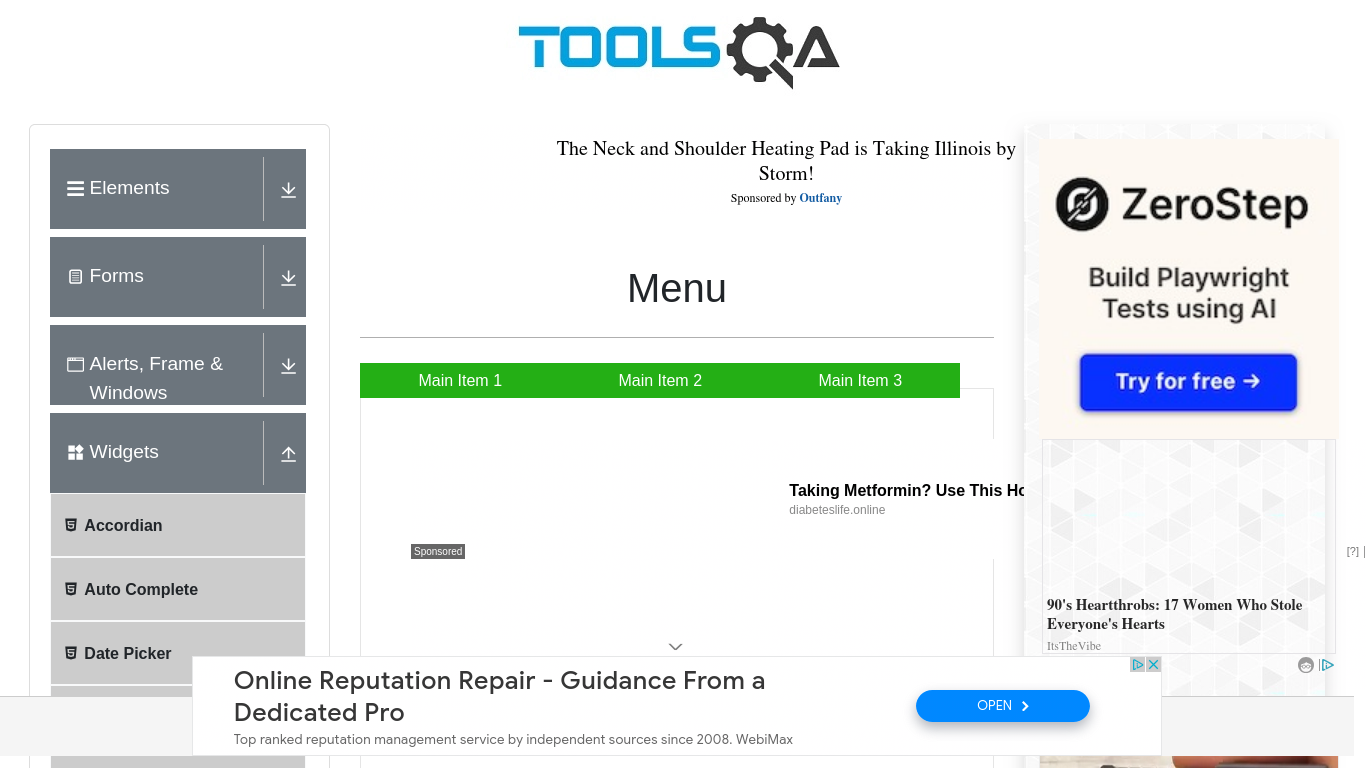 TOOLSQA
Elements
Forms
Alerts, Frame &
Windows
Widgets
Accordian
Auto Complete
Date Picker
The Neck and Shoulder Heating Pad is Taking Illinois by
Storm!
Sponsored by Outfany
Menu
Main Item 1
Main Item 2
Main Item 3
Taking Metformin? Use This Ho
diabeteslife.online
Sponsored
ZeroStep
Build Playwright
Tests using AI
Try for free →
[?]
90's Heartthrobs: 17 Women Who Stole
Everyone's Hearts
ItsTheVibe
Online Reputation Repair - Guidance From a
Dedicated Pro
Top ranked reputation management service by independent sources since 2008. WebiMax
OPEN